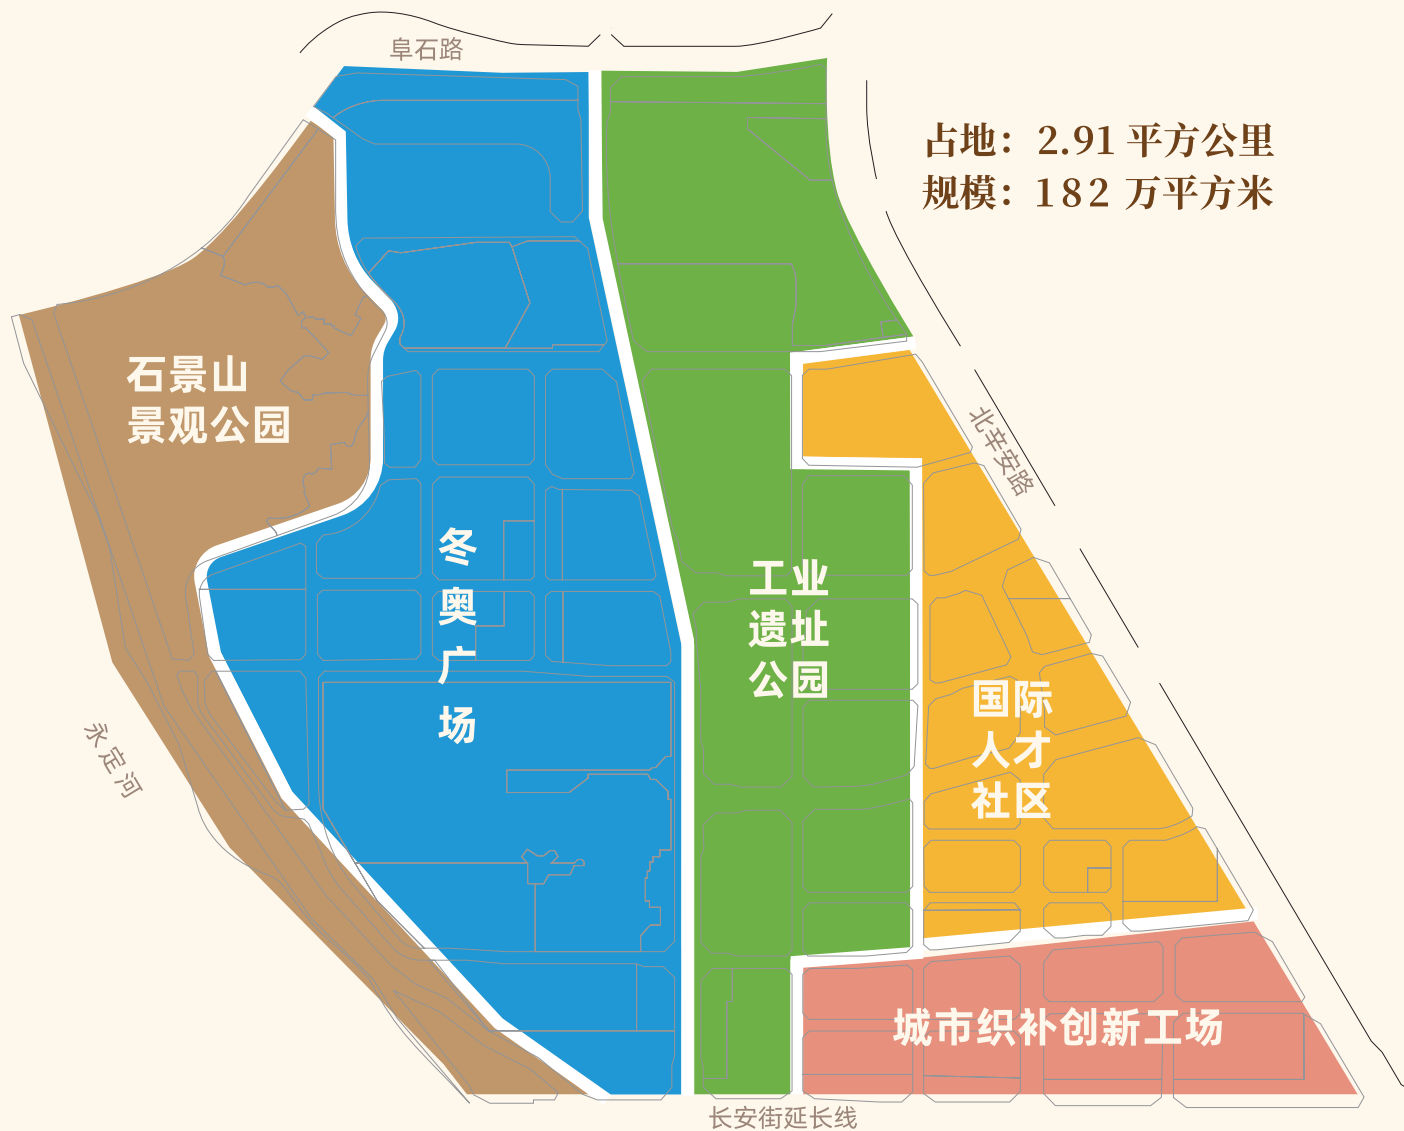 阜石路
占地：2.91 平方公里
规模：182 万平方米
石景山
景观公园
北辛安路
冬
奥
广
场
工业
遗址
公园
国际
人才
社区
永定河
城市织补创新工场
长安街延长线